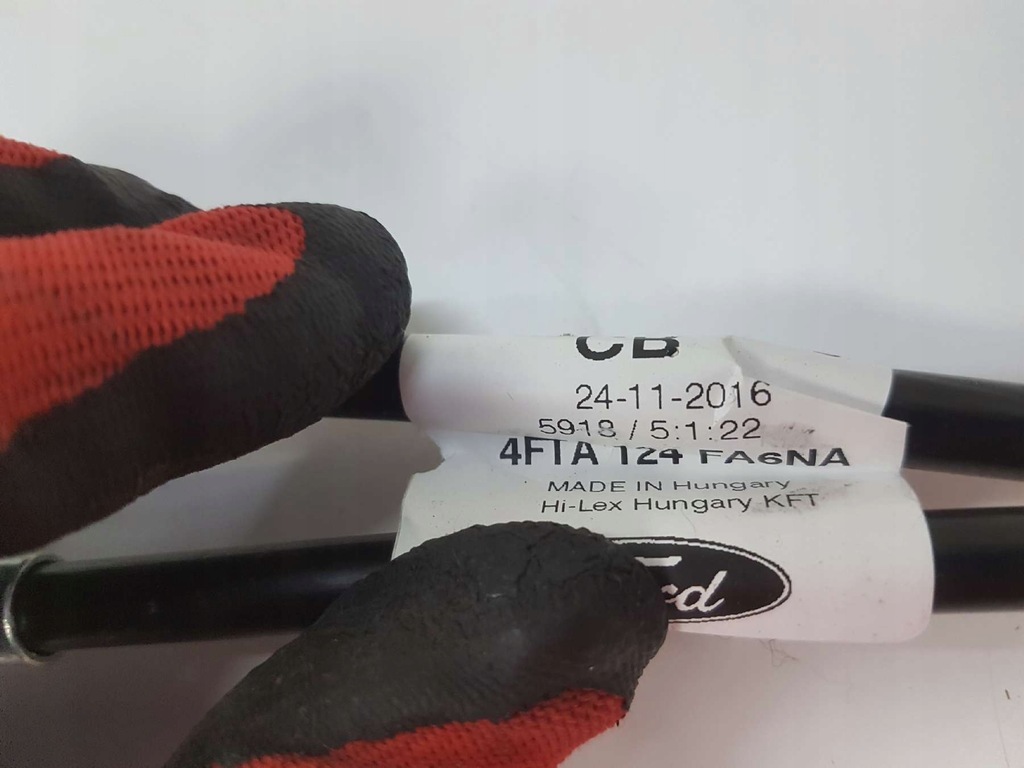 CB
24-11-2016
5918 / 5:1:22
4FTA 124 FA6NA
MADE IN Hungary
Hi-Lex Hungary KFT